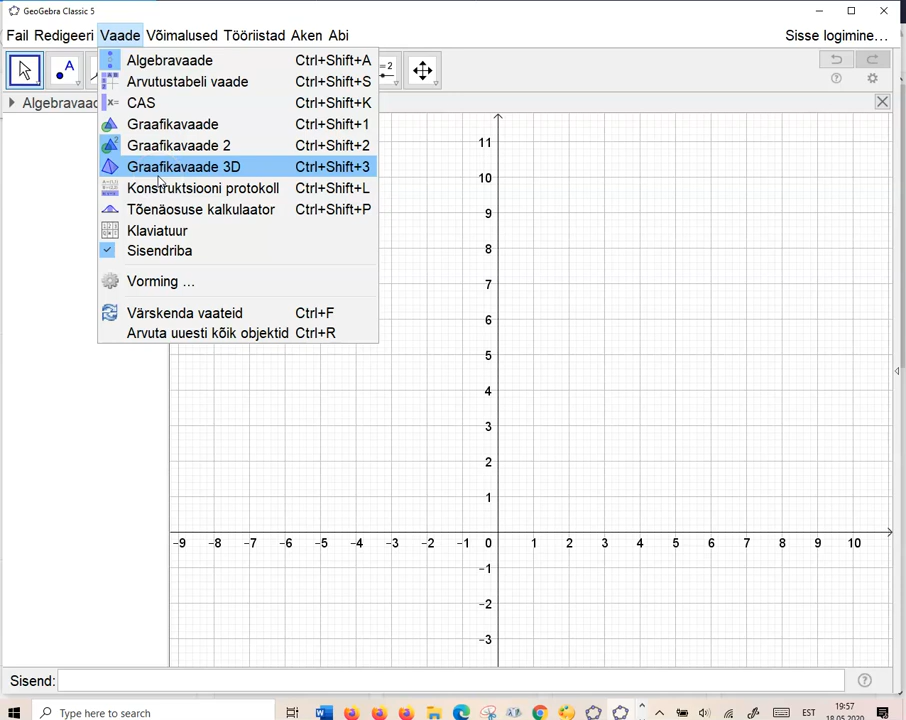 GeoGebra Classic 5
Fail Redigeeri Vaade Võimalused Tööriistad Aken Abi Sisse logimine...
A =2
Algebravaade Ctrl+Shift+A
Arvutustabeli vaade Ctrl+Shift+S
x= CAS Ctrl+Shift+K
Graafikavaade Ctrl+Shift+1
Graafikavaade 2 Ctrl+Shift+2
Graafikavaade 3D Ctrl+Shift+3
Konstruktsiooni protokoll Ctrl+Shift+L
Tõenäosuse kalkulaator Ctrl+Shift+P
Klaviatuur
Sisendriba
Vorming ...
Värskenda vaateid Ctrl+F
Arvuta uuesti kõik objektid Ctrl+R
Algebravaad
11
10
9
8
7
6
5
4
3
2
1
−9 −8 −7 −6 −5 −4 −3 −2 −1 0 1 2 3 4 5 6 7 8 9 10
−1
−2
−3
Sisend:
Type here to search
EST
19:57
18.05.2020